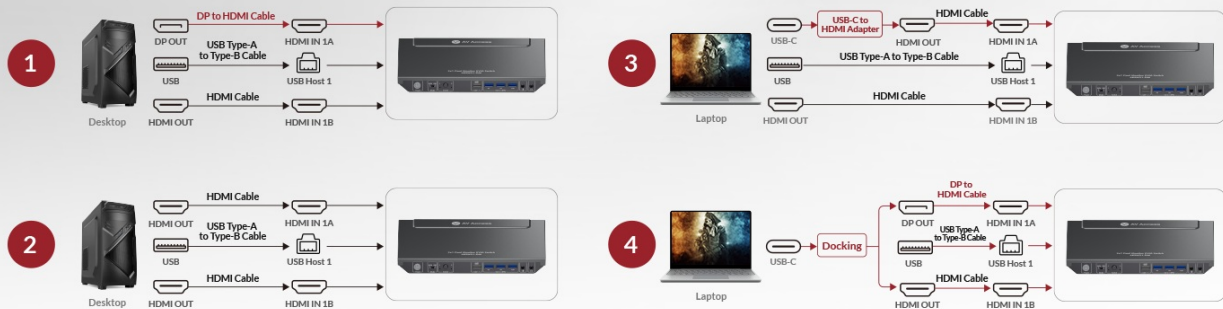 1
DP to HDMI Cable
DP OUT
HDMI IN 1A
USB Type-A
to Type-B Cable
USB
USB Host 1
HDMI Cable
HDMI OUT
HDMI IN 1B
Desktop
2
HDMI Cable
HDMI OUT
HDMI IN 1A
USB Type-A
to Type-B Cable
USB
USB Host 1
HDMI Cable
HDMI OUT
HDMI IN 1B
Desktop
3
USB-C
USB-C to
HDMI Adapter
HDMI Cable
HDMI OUT
HDMI IN 1A
USB Type-A to Type-B Cable
USB
USB Host 1
HDMI Cable
HDMI OUT
HDMI IN 1B
Laptop
4
USB-C
Docking
DP to
HDMI Cable
DP OUT
HDMI IN 1A
USB Type-A
to Type-B Cable
USB
USB Host 1
HDMI Cable
HDMI OUT
HDMI IN 1B
Laptop